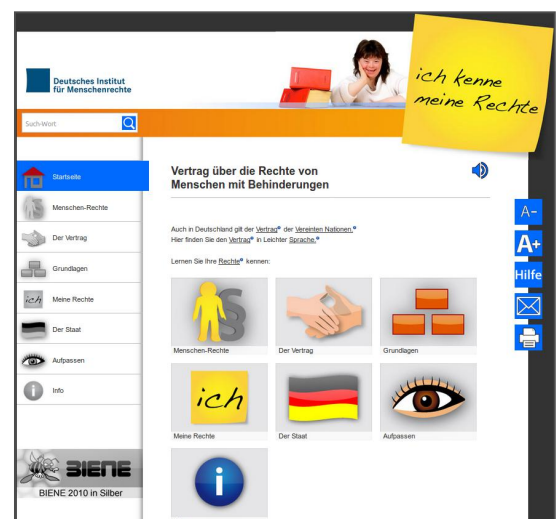 ich kenne
meine Rechte
Deutsches Institut
für Menschenrechte
Such-Wort
Startseite
Menschen-Rechte
Der Vertrag
Grundlagen
ich
Meine Rechte
Der Staat
Aufpassen
i
Info
BIENE
BIENE 2010 in Silber
Vertrag über die Rechte von
Menschen mit Behinderungen
Auch in Deutschland gilt der Vertrag der Vereinten Nationen.
Hier finden Sie den Vertrag in Leichter Sprache.
Lernen Sie Ihre Rechte kennen:
§
Menschen-Rechte
Der Vertrag
Grundlagen
ich
Meine Rechte
Der Staat
Aufpassen
i
A-
A+
Hilfe